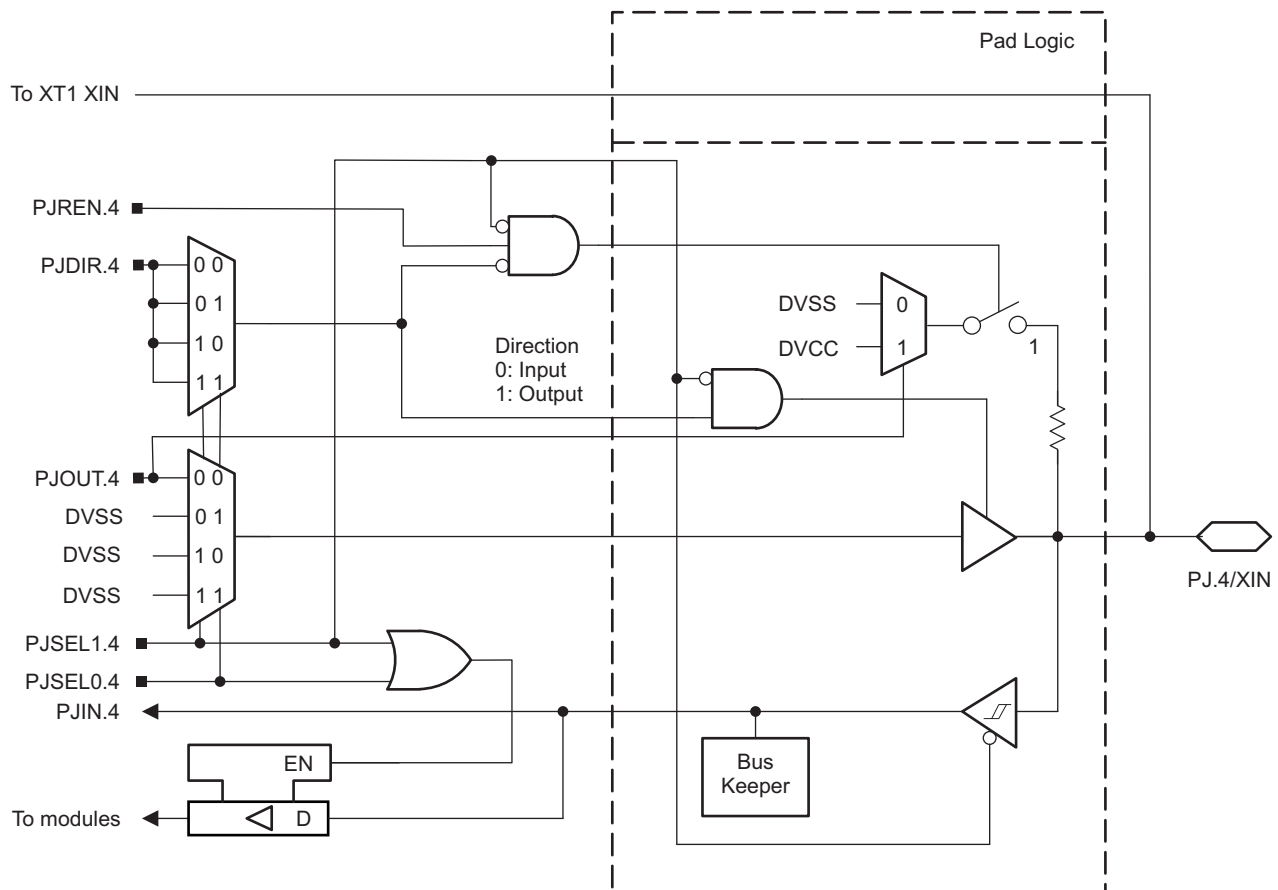 Pad Logic
To XT1 XIN
PJREN.4
PJDIR.4
0 0
0 1
1 0
1 1
Direction
0: Input
1: Output
DVSS
0
DVCC
1
1
PJOUT.4
0 0
DVSS
0 1
DVSS
1 0
DVSS
1 1
PJ.4/XIN
PJSEL1.4
PJSEL0.4
PJIN.4
EN
Bus
Keeper
To modules
D